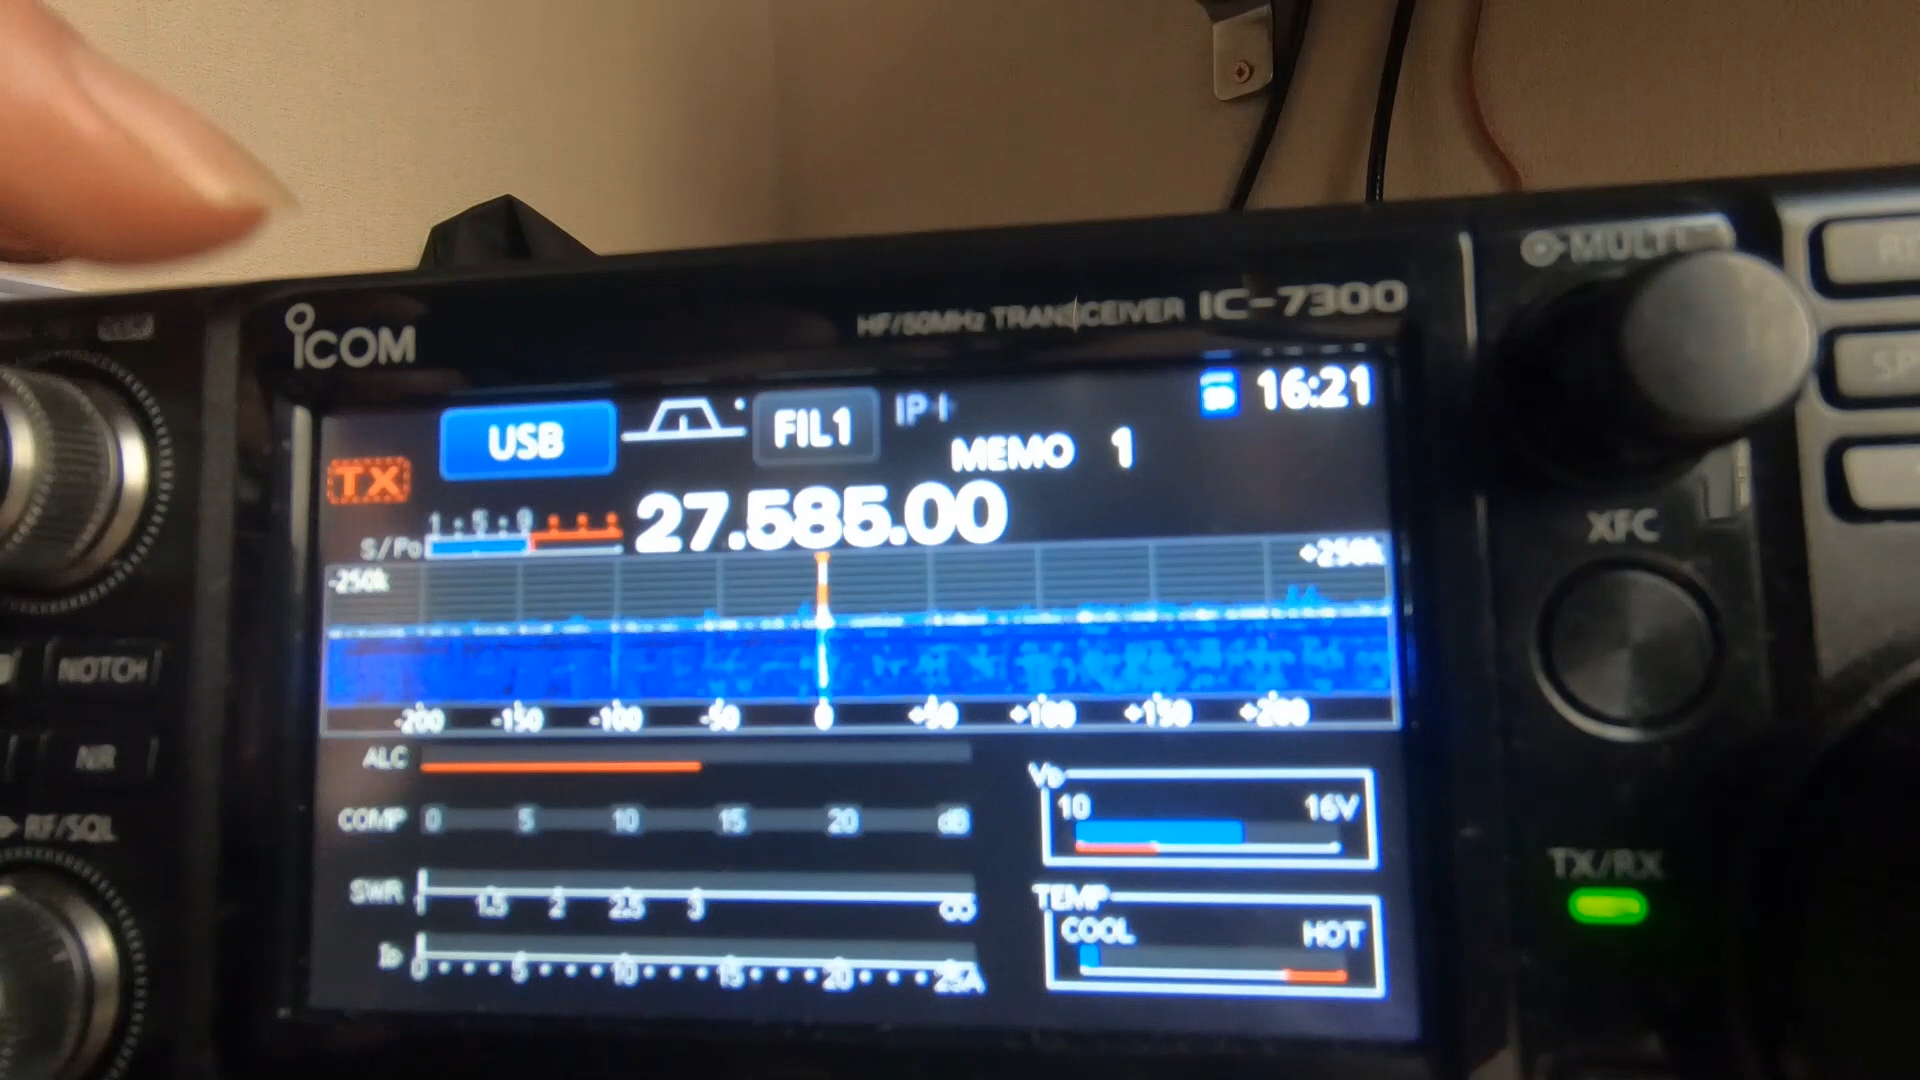 MULTI
ICOM
HF/50MHz TRANSCEIVER IC-7300
USB
FIL1
IP+
16:21
TX
MEMO 1
1 5 9
S/Po
27.585.00
-250k
+250k
XFC
NOTCH
-200 -150 -100 -50 0 +50 +100 +150 +200
NR
ALC
COMP 0 5 10 15 20 dB
VD
10 16V
RF/SQL
TX/RX
SWR 1 1.5 2 2.5 3 ∞
TEMP
COOL HOT
ID 0 5 10 15 20 25A